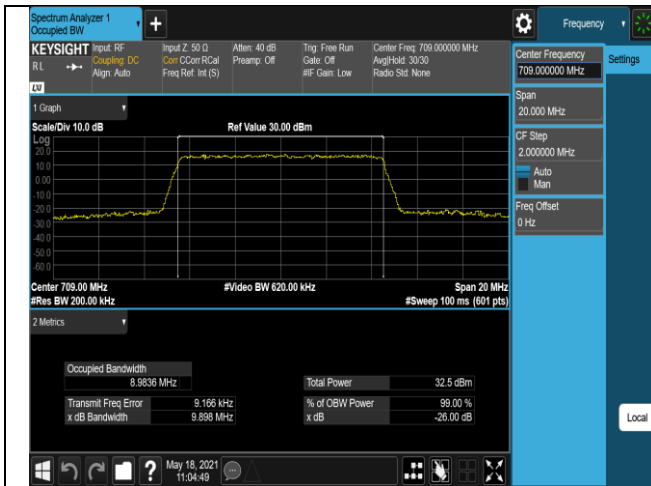 Spectrum Analyzer 1
Occupied BW
Frequency
KEYSIGHT
RL
LXI
Input: RF
Coupling: DC
Align: Auto
Input Z: 50 Ω
Corr CCorr RCal
Freq Ref: Int (S)
Atten: 40 dB
Preamp: Off
Trig: Free Run
Gate: Off
#IF Gain: Low
Center Freq: 709.000000 MHz
Avg|Hold: 30/30
Radio Std: None
Center Frequency
709.000000 MHz
Settings
Span
20.000 MHz
CF Step
2.000000 MHz
Auto
Man
Freq Offset
0 Hz
Local
1 Graph
Scale/Div 10.0 dB
Ref Value 30.00 dBm
Log
20.0
10.0
0.00
-10.0
-20.0
-30.0
-40.0
-50.0
-60.0
Center 709.00 MHz
#Video BW 620.00 kHz
Span 20 MHz
#Res BW 200.00 kHz
#Sweep 100 ms (601 pts)
2 Metrics
Occupied Bandwidth
8.9836 MHz
Total Power 32.5 dBm
Transmit Freq Error 9.166 kHz
% of OBW Power 99.00 %
x dB Bandwidth 9.898 MHz
x dB -26.00 dB
May 18, 2021
11:04:49